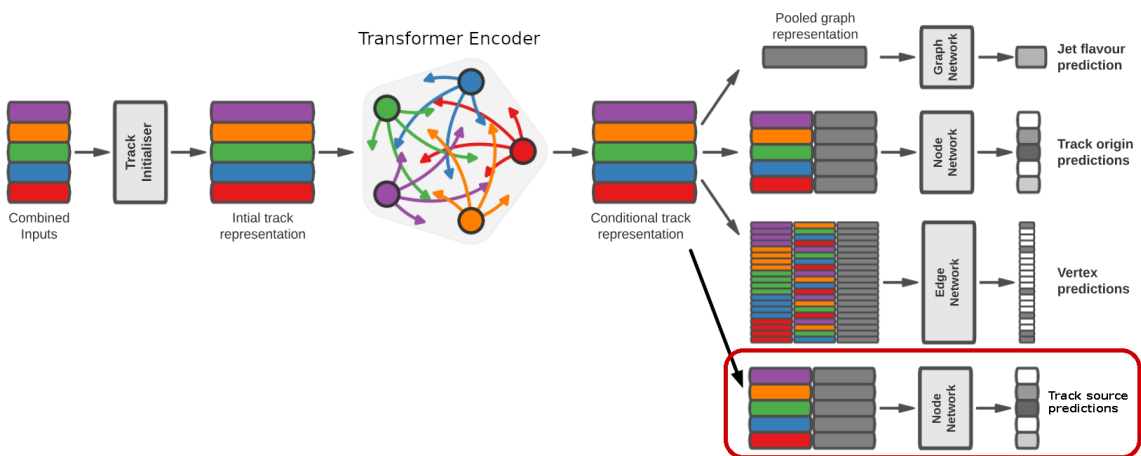 Combined
Inputs
Track
Initialiser
Intial track
representation
Transformer Encoder
Conditional track
representation
Pooled graph
representation
Graph
Network
Jet flavour
prediction
Node
Network
Track origin
predictions
Edge
Network
Vertex
predictions
Node
Network
Track source
predictions